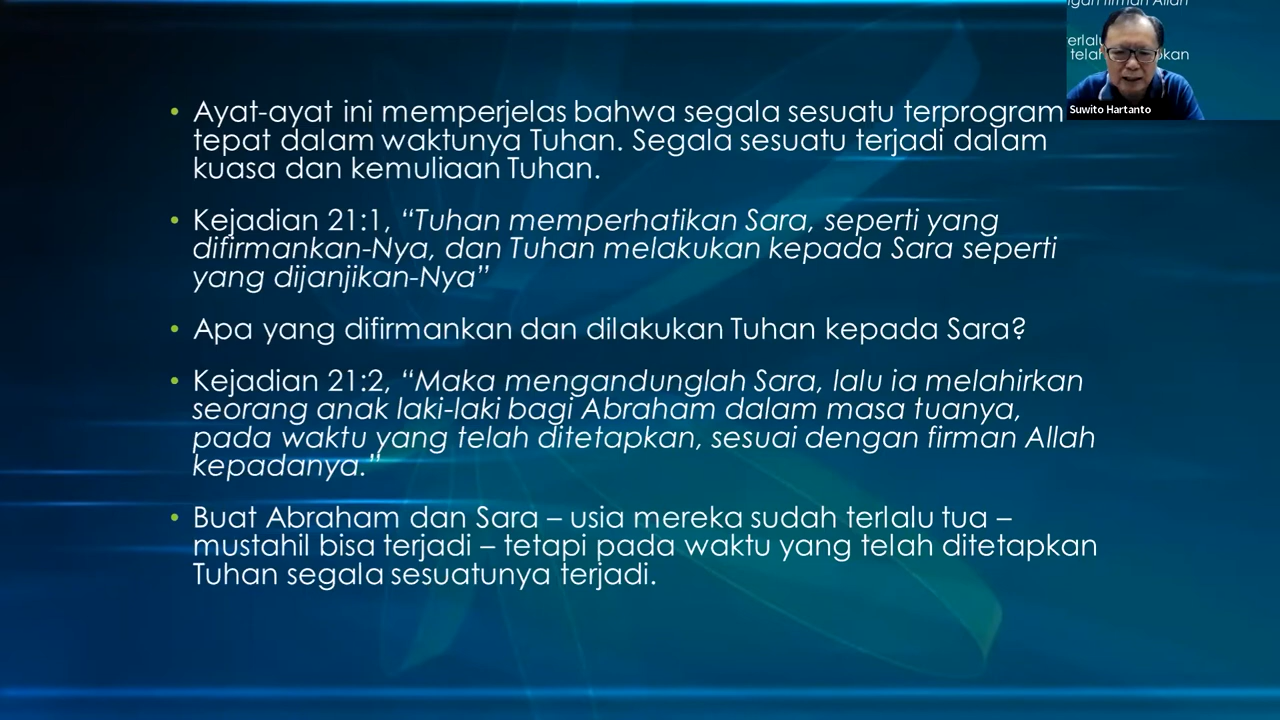 • Ayat-ayat ini memperjelas bahwa segala sesuatu terprogram
tepat dalam waktunya Tuhan. Segala sesuatu terjadi dalam
kuasa dan kemuliaan Tuhan.
• Kejadian 21:1, “Tuhan memperhatikan Sara, seperti yang
difirmankan-Nya, dan Tuhan melakukan kepada Sara seperti
yang dijanjikan-Nya”
• Apa yang difirmankan dan dilakukan Tuhan kepada Sara?
• Kejadian 21:2, “Maka mengandunglah Sara, lalu ia melahirkan
seorang anak laki-laki bagi Abraham dalam masa tuanya,
pada waktu yang telah ditetapkan, sesuai dengan firman Allah
kepadanya.”
• Buat Abraham dan Sara – usia mereka sudah terlalu tua –
mustahil bisa terjadi – tetapi pada waktu yang telah ditetapkan
Tuhan segala sesuatunya terjadi.
firman Allah
Suwito Hartanto